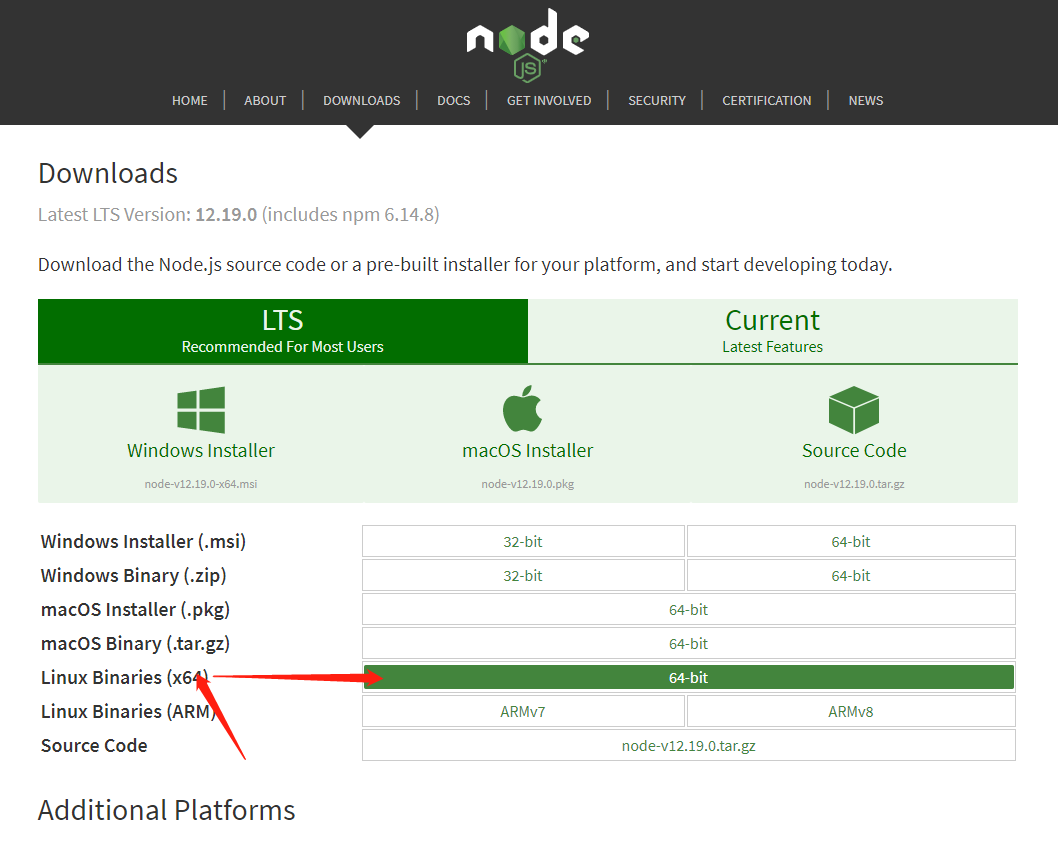 node
JS
HOME ABOUT DOWNLOADS DOCS GET INVOLVED SECURITY CERTIFICATION NEWS
Downloads
Latest LTS Version: 12.19.0 (includes npm 6.14.8)
Download the Node.js source code or a pre-built installer for your platform, and start developing today.
LTS
Recommended For Most Users
Current
Latest Features
Windows Installer
node-v12.19.0-x64.msi
macOS Installer
node-v12.19.0.pkg
Source Code
node-v12.19.0.tar.gz
Windows Installer (.msi) 32-bit 64-bit
Windows Binary (.zip) 32-bit 64-bit
macOS Installer (.pkg) 64-bit
macOS Binary (.tar.gz) 64-bit
Linux Binaries (x64) 64-bit
Linux Binaries (ARM) ARMv7 ARMv8
Source Code node-v12.19.0.tar.gz
Additional Platforms